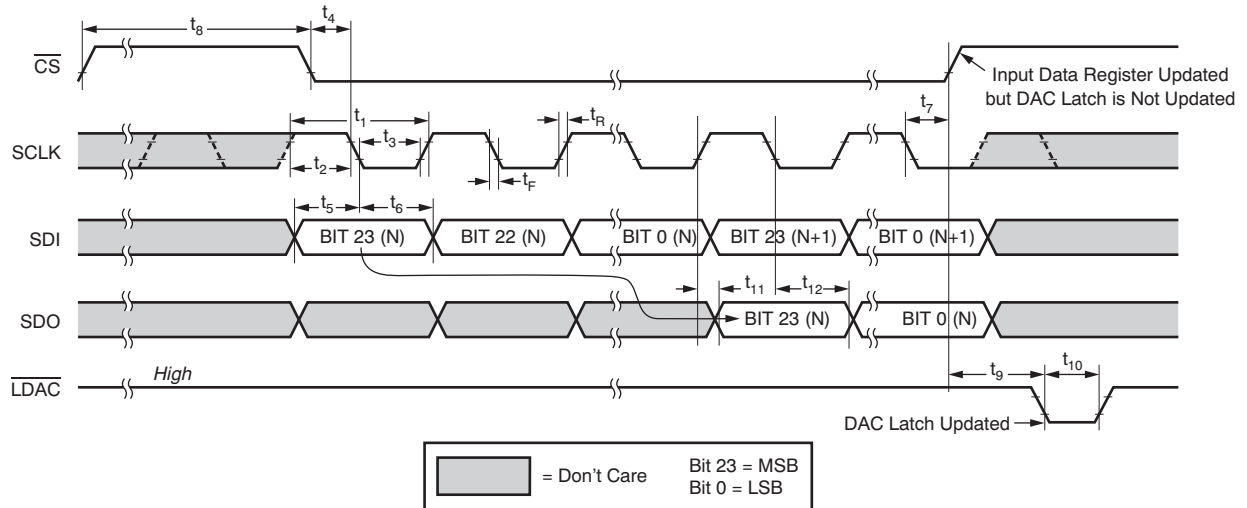 t8
t4
CS
Input Data Register Updated
but DAC Latch is Not Updated
t1
t7
tR
t3
SCLK
t2
tF
t5
t6
SDI
BIT 23 (N)
BIT 22 (N)
BIT 0 (N)
BIT 23 (N+1)
BIT 0 (N+1)
t11
t12
SDO
BIT 23 (N)
BIT 0 (N)
High
LDAC
t9
t10
DAC Latch Updated
= Don't Care
Bit 23 = MSB
Bit 0 = LSB